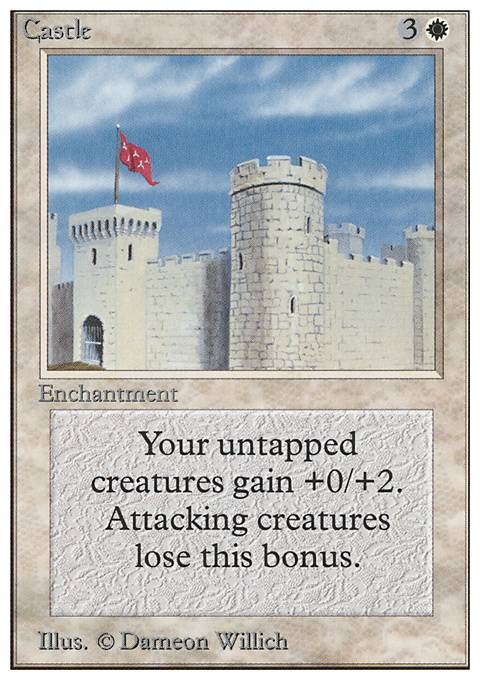 Castle 3
Enchantment
Your untapped
creatures gain +0/+2.
Attacking creatures
lose this bonus.
Illus. © Dameon Willich